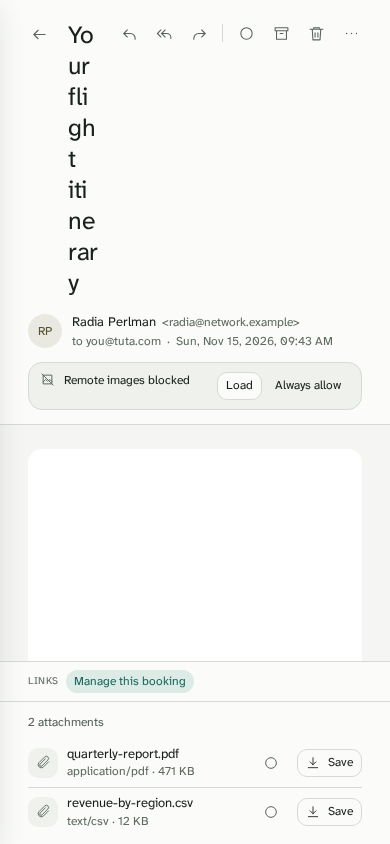 Yo
ur
fli
gh
t
iti
ne
rar
y
RP
Radia Perlman <radia@network.example>
to you@tuta.com · Sun, Nov 15, 2026, 09:43 AM
Remote images blocked
Load
Always allow
LINKS
Manage this booking
2 attachments
quarterly-report.pdf
application/pdf · 471 KB
Save
revenue-by-region.csv
text/csv · 12 KB
Save